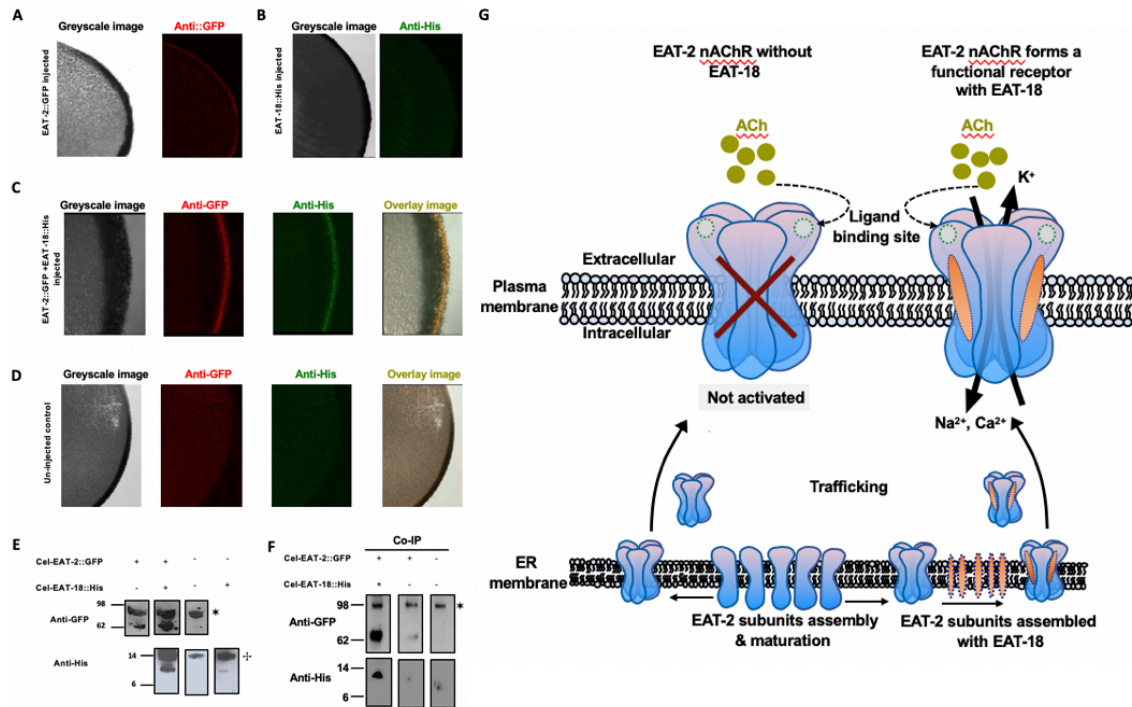 A
Greyscale image
Anti::GFP
EAT-2::GFP injected
B
Greyscale image
Anti-His
EAT-18::His injected
C
Greyscale image
Anti-GFP
Anti-His
Overlay image
EAT-2::GFP +EAT-18::His
injected
D
Greyscale image
Anti-GFP
Anti-His
Overlay image
Un-injected control
E
Cel-EAT-2::GFP + + - -
Cel-EAT-18::His - + - +
Anti-GFP
98
62
*
Anti-His
14
6
F
Co-IP
Cel-EAT-2::GFP + + -
Cel-EAT-18::His + - -
Anti-GFP
98
62
*
Anti-His
14
6
G
EAT-2 nAChR without
EAT-18
EAT-2 nAChR forms a
functional receptor
with EAT-18
ACh
ACh
K+
Ligand
binding site
Extracellular
Plasma
membrane
Intracellular
Not activated
Na2+, Ca2+
Trafficking
ER
membrane
EAT-2 subunits assembly
& maturation
EAT-2 subunits assembled
with EAT-18